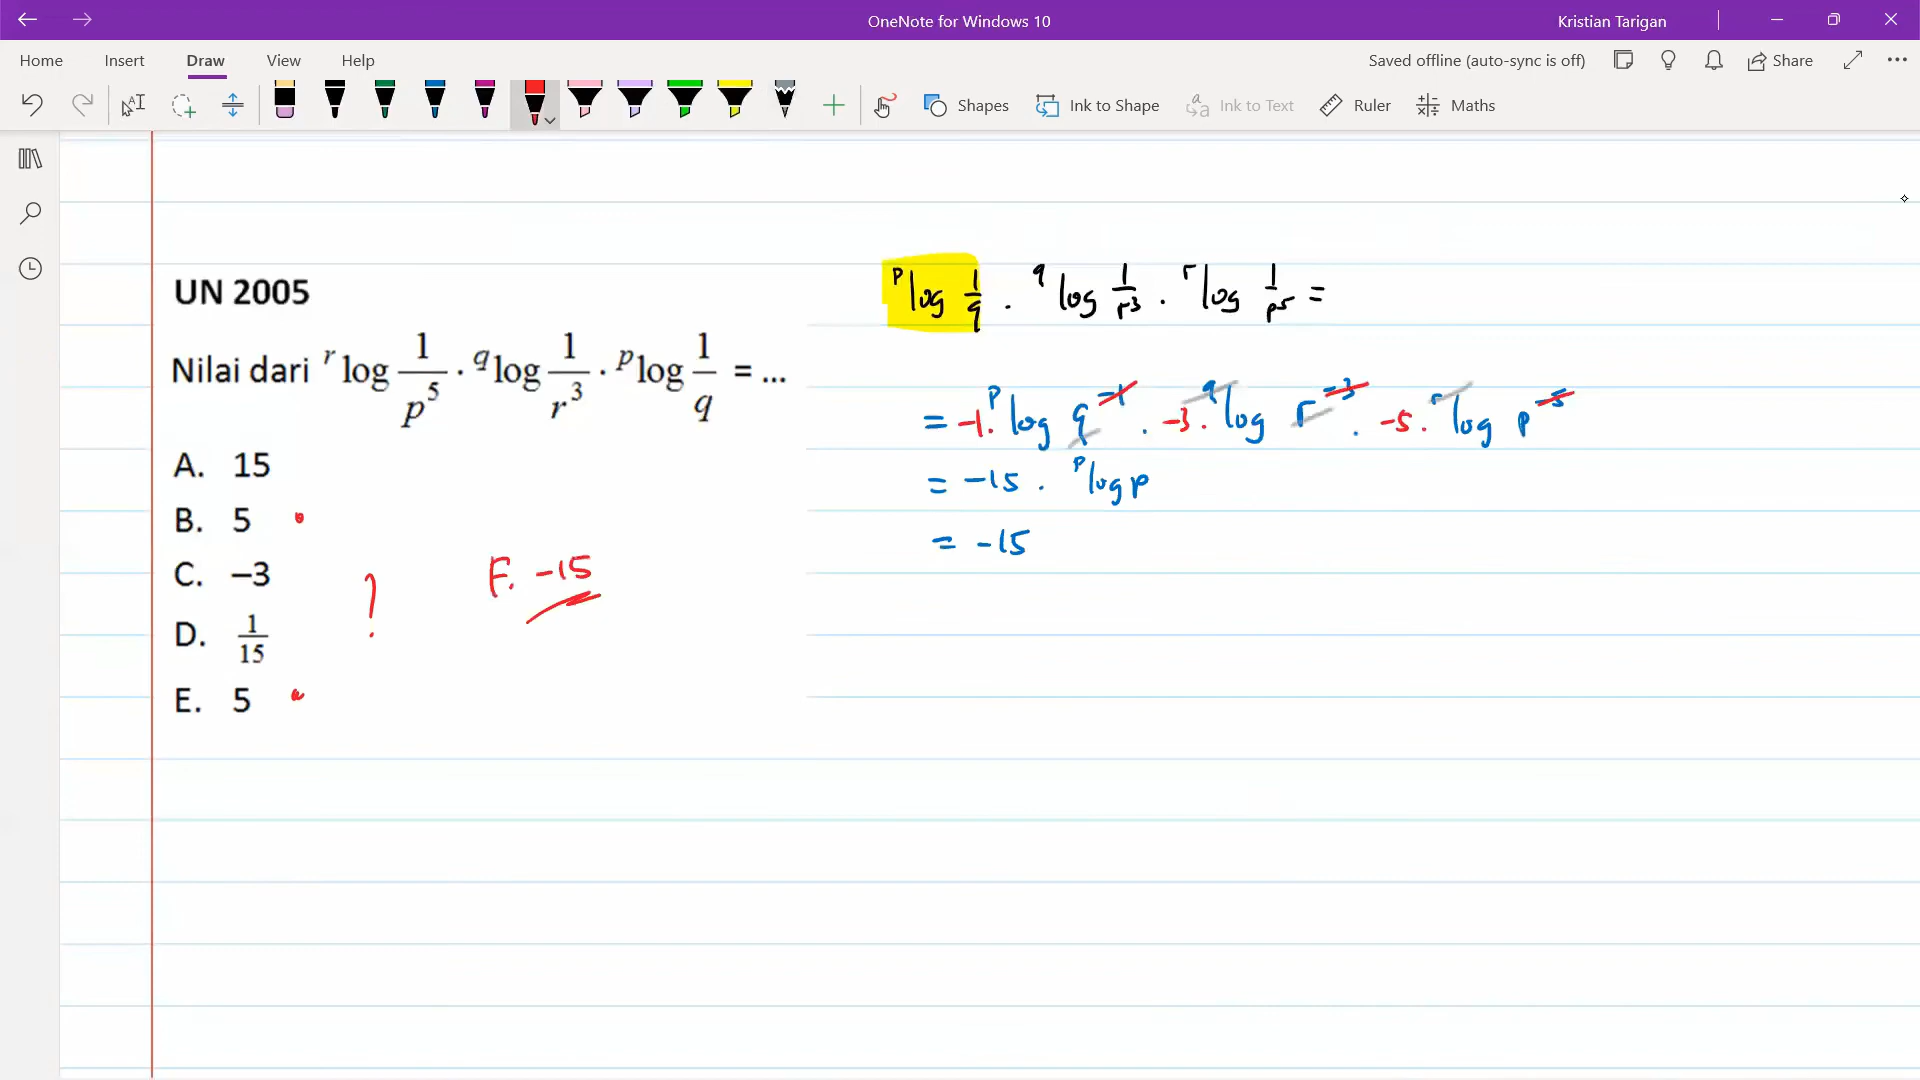 OneNote for Windows 10
Kristian Tarigan
Home Insert Draw View Help
Saved offline (auto-sync is off) Share
Shapes Ink to Shape Ink to Text Ruler Maths
UN 2005
Nilai dari ʳlog 1/p⁵ · ᑫlog 1/r³ · ᵖlog 1/q = ...
A. 15
B. 5
C. –3
D. 1/15
E. 5
?
F. -15
ᵖlog 1/q . ᑫlog 1/r³ . ʳlog 1/p⁵ =
= -1. ᵖlog q⁻¹ . -3. ᑫlog r⁻³ . -5. ʳlog p⁻⁵
= -15 . ᵖlog p
= -15